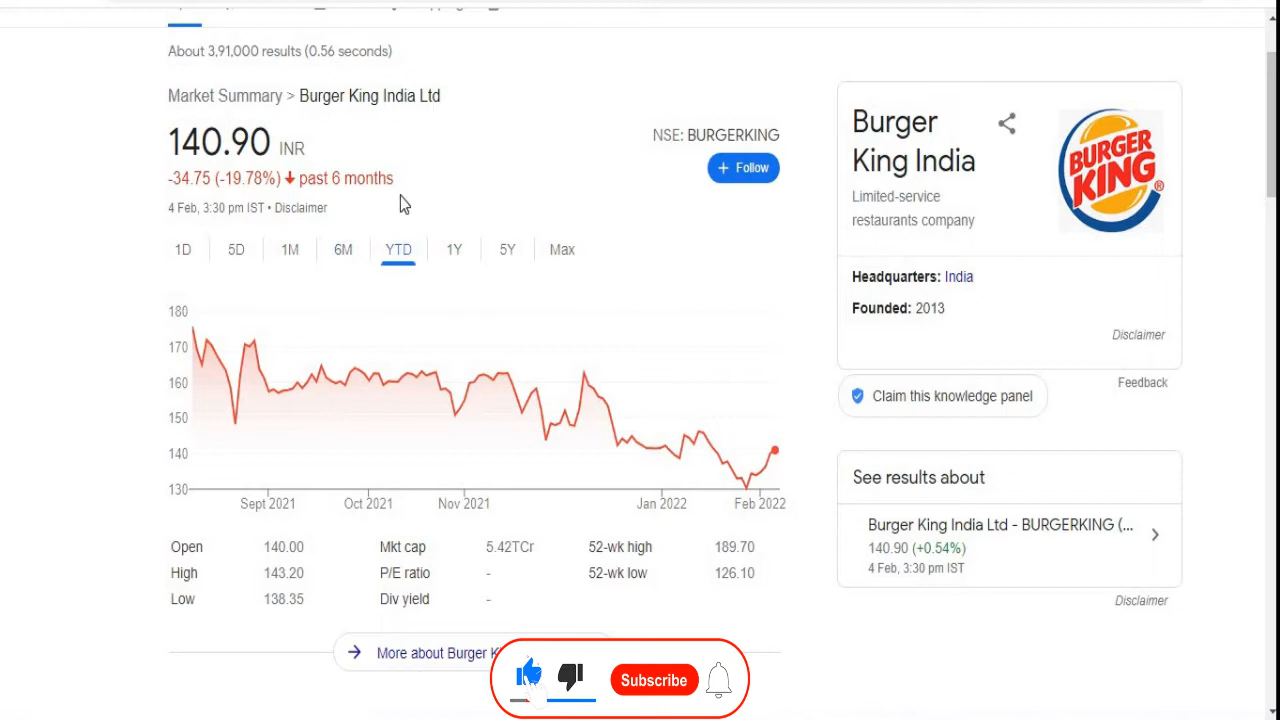 About 3,91,000 results (0.56 seconds)
Market Summary > Burger King India Ltd
140.90 INR
-34.75 (-19.78%) past 6 months
4 Feb, 3:30 pm IST • Disclaimer
NSE: BURGERKING
+ Follow
1D 5D 1M 6M YTD 1Y 5Y Max
180
170
160
150
140
130
Sept 2021 Oct 2021 Nov 2021 Jan 2022 Feb 2022
Open 140.00 Mkt cap 5.42TCr 52-wk high 189.70
High 143.20 P/E ratio - 52-wk low 126.10
Low 138.35 Div yield -
More about Burger
Subscribe
Burger
King India
Limited-service
restaurants company
BURGER
KING
®
Headquarters: India
Founded: 2013
Disclaimer
Feedback
Claim this knowledge panel
See results about
Burger King India Ltd - BURGERKING (...
140.90 (+0.54%)
4 Feb, 3:30 pm IST
Disclaimer